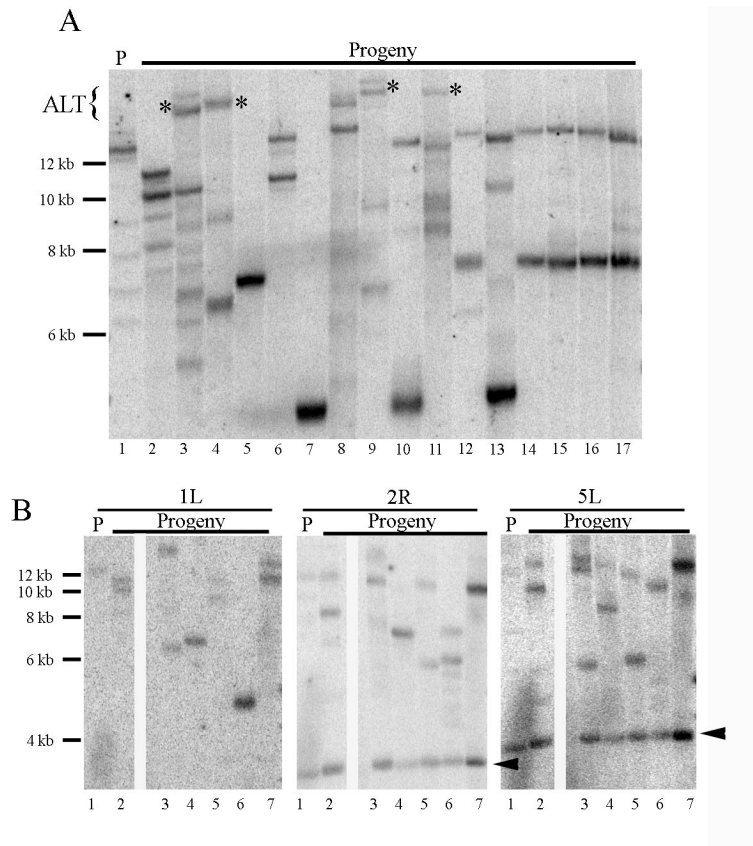 A
P Progeny
ALT{
*
*
*
*
12 kb
10 kb
8 kb
6 kb
1 2 3 4 5 6 7 8 9 10 11 12 13 14 15 16 17
B
1L 2R 5L
P Progeny P Progeny P Progeny
12 kb
10 kb
8 kb
6 kb
4 kb
1 2 3 4 5 6 7 1 2 3 4 5 6 7 1 2 3 4 5 6 7